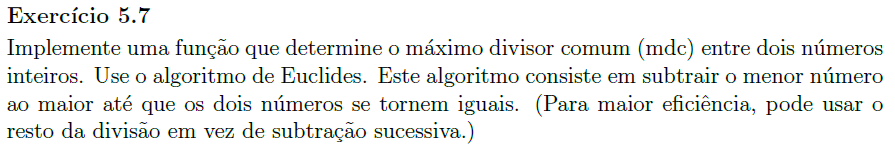 Exercício 5.7
Implemente uma função que determine o máximo divisor comum (mdc) entre dois números
inteiros. Use o algoritmo de Euclides. Este algoritmo consiste em subtrair o menor número
ao maior até que os dois números se tornem iguais. (Para maior eficiência, pode usar o
resto da divisão em vez de subtração sucessiva.)